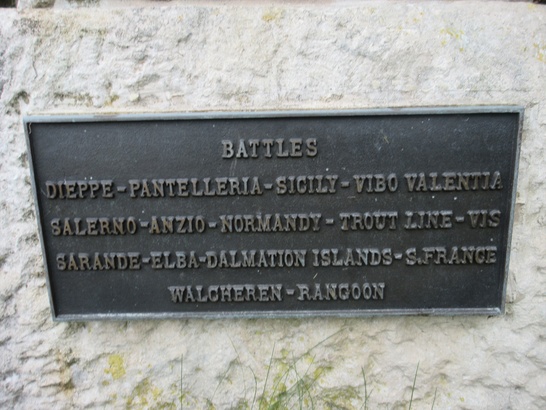 BATTLES
DIEPPE-PANTELLERIA-SICILY-VIBO VALENTIA
SALERNO-ANZIO-NORMANDY-TROUT LINE-VIS
SARANDE-ELBA-DALMATION ISLANDS-S.FRANCE
WALCHEREN-RANGOON